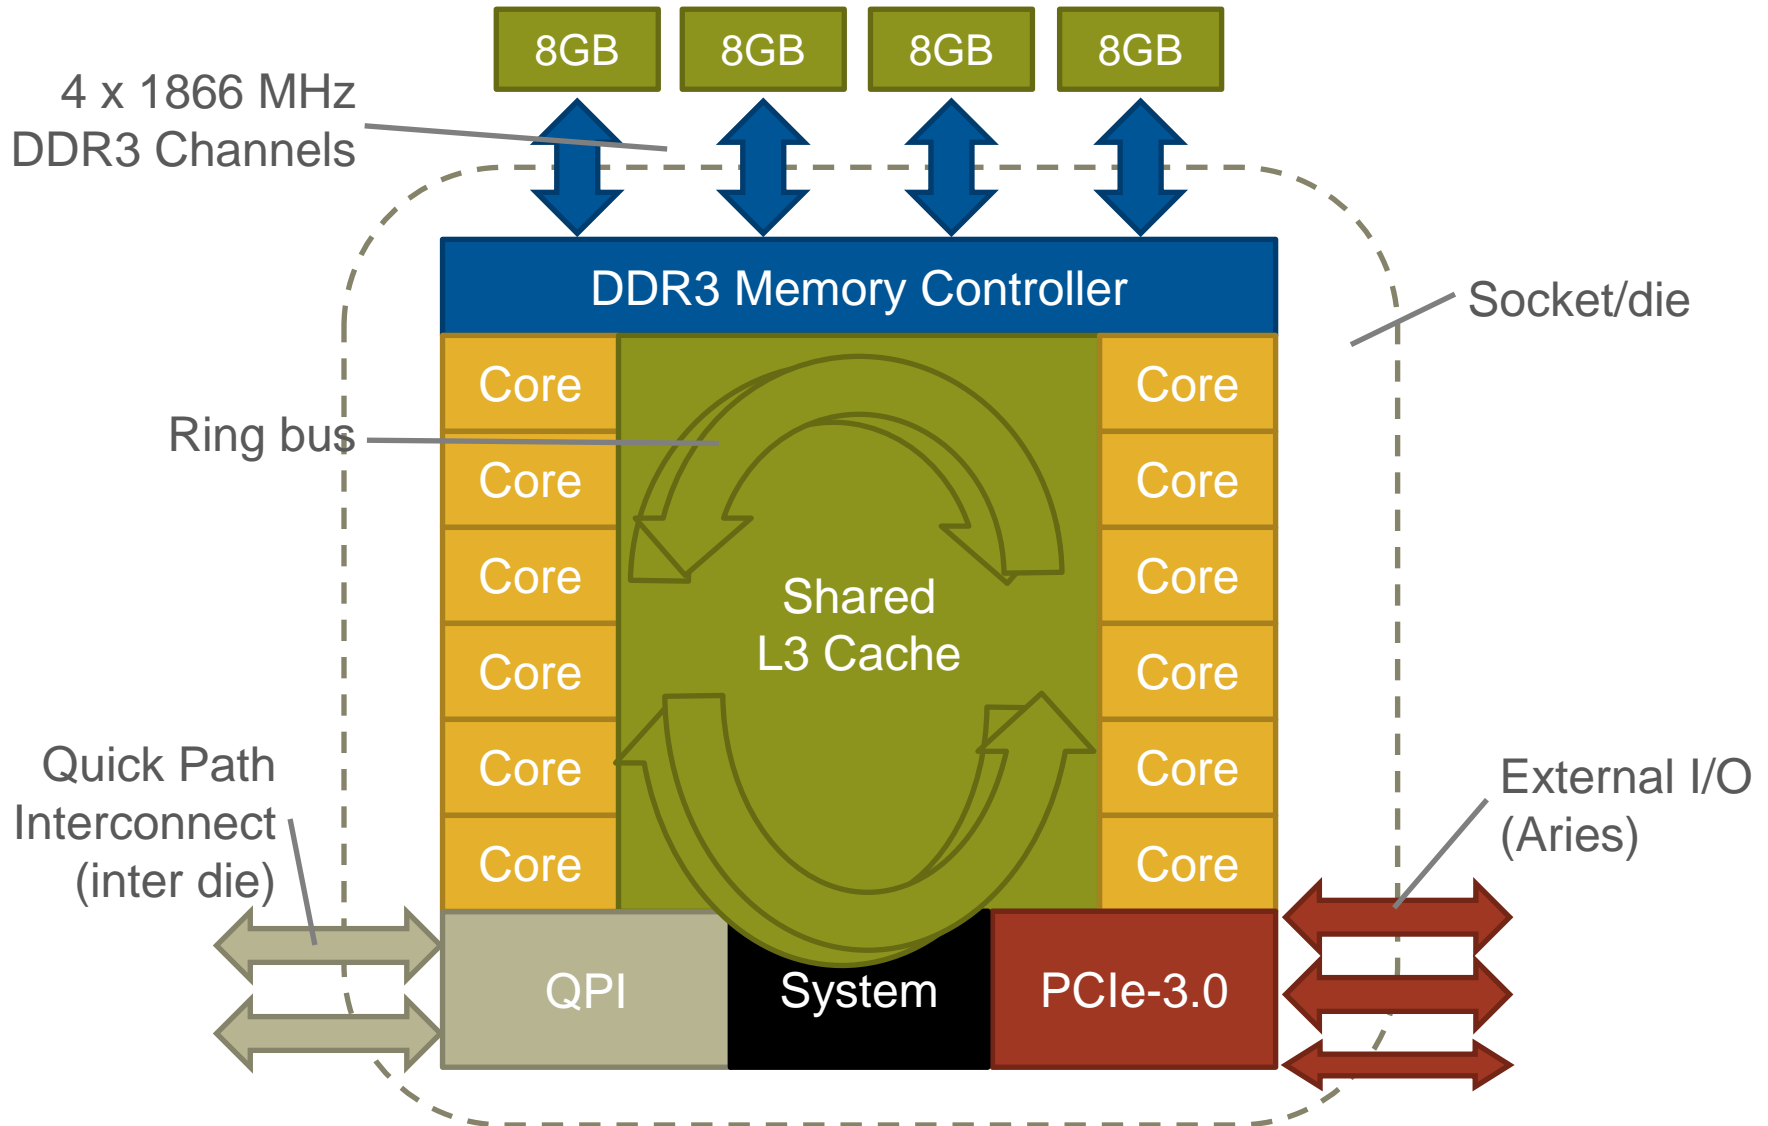 8GB 8GB 8GB 8GB
4 x 1866 MHz
DDR3 Channels
DDR3 Memory Controller
Socket/die
Core Core
Ring bus
Core Core
Core Core
Shared
L3 Cache
Core Core
Core Core
Core Core
Quick Path
Interconnect
(inter die)
External I/O
(Aries)
QPI System PCIe-3.0